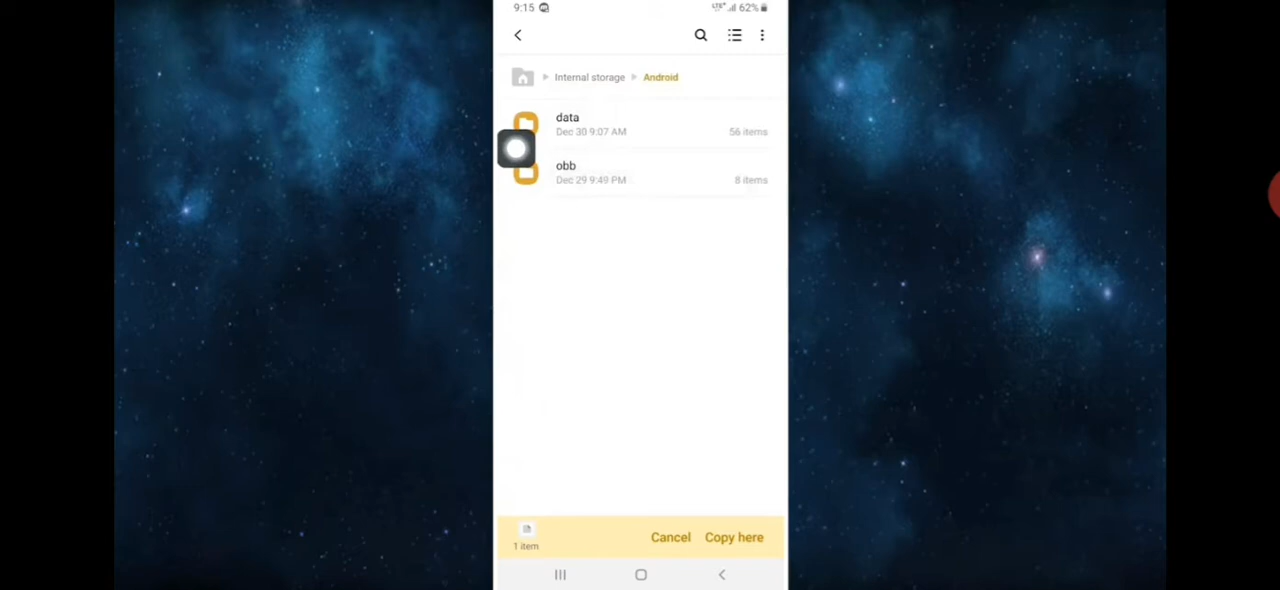 9:15 LTE+ 62%
Internal storage Android
data
Dec 30 9:07 AM 56 items
obb
Dec 29 9:49 PM 8 items
1 item Cancel Copy here